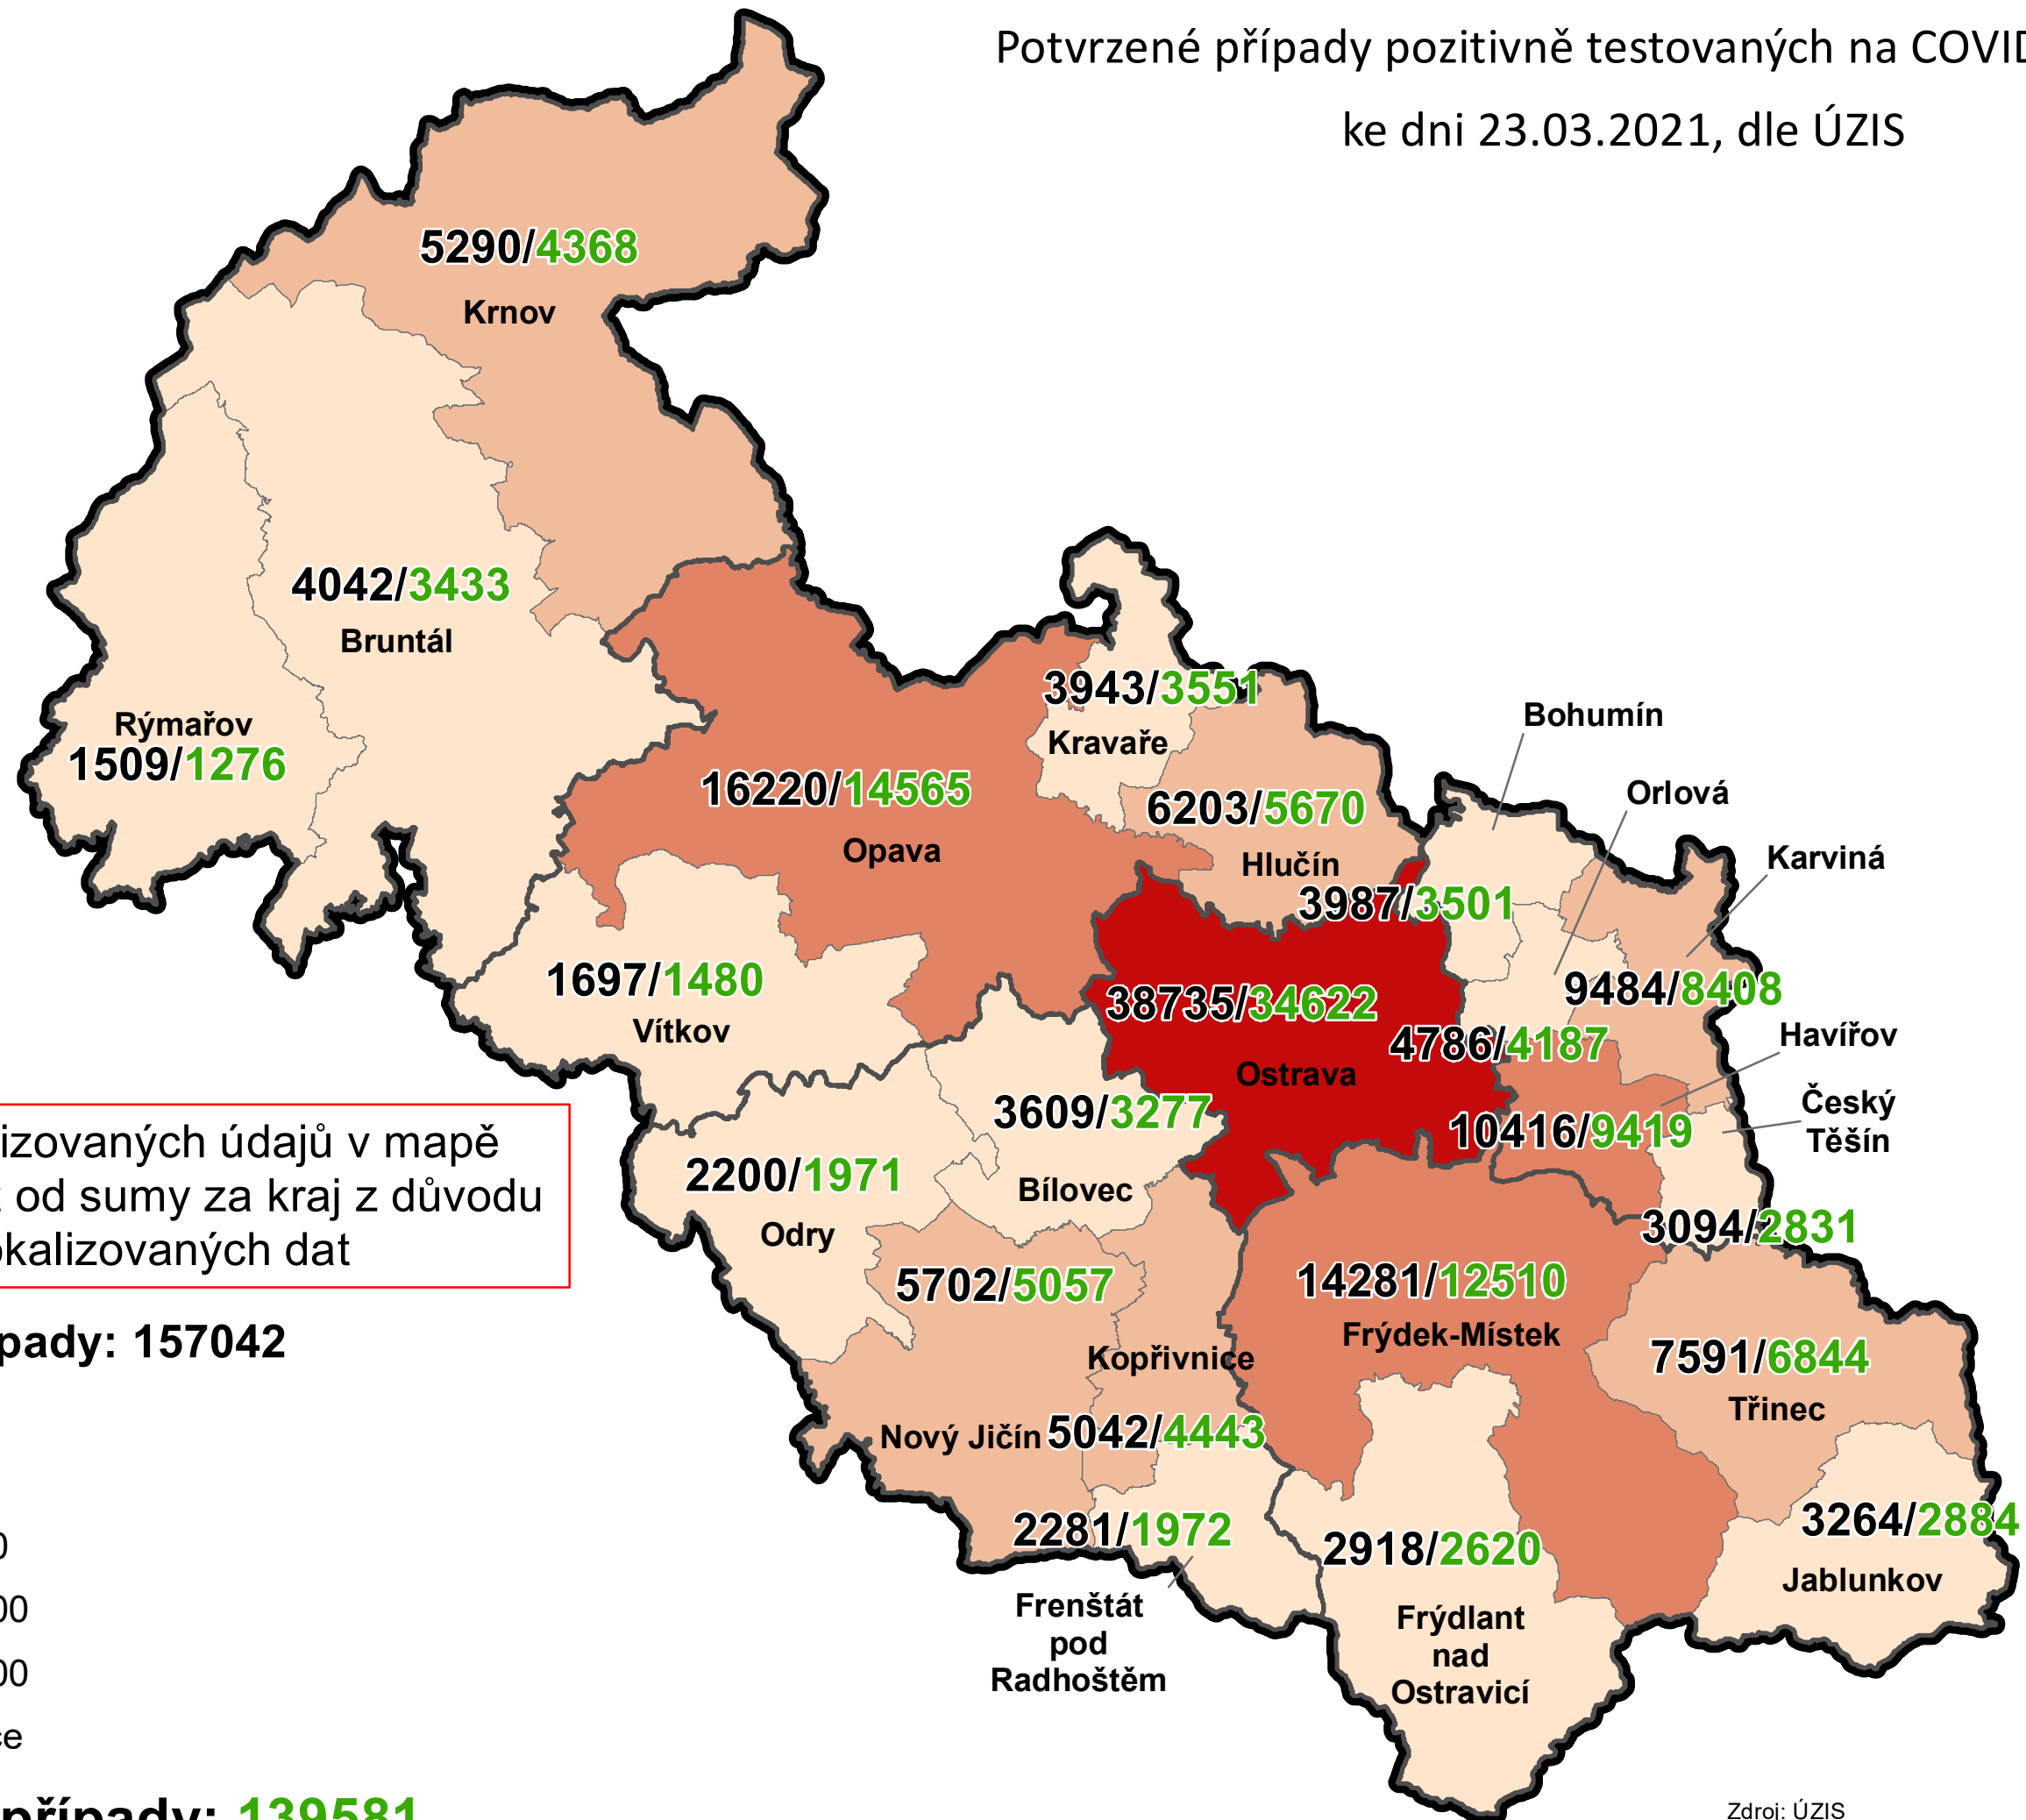 Potvrzené případy pozitivně testovaných na COVID
ke dni 23.03.2021, dle ÚZIS
5290/4368
Krnov
4042/3433
Bruntál
Rýmařov
1509/1276
3943/3551
Kravaře
16220/14565
Opava
6203/5670
Hlučín
Bohumín
Orlová
Karviná
3987/3501
1697/1480
Vítkov
38735/34622
Ostrava
9484/8408
4786/4187
Havířov
Český
Těšín
10416/9419
3609/3277
Bílovec
2200/1971
Odry
3094/2831
izovaných údajů v mapě
od sumy za kraj z důvodu
okalizovaných dat
5702/5057
Nový Jičín
14281/12510
Frýdek-Místek
Kopřivnice
5042/4443
7591/6844
Třinec
pady: 157042
2281/1972
Frenštát
pod
Radhoštěm
2918/2620
Frýdlant
nad
Ostravicí
3264/2884
Jablunkov
0
00
00
ce
případy: 139581
Zdroj: ÚZIS